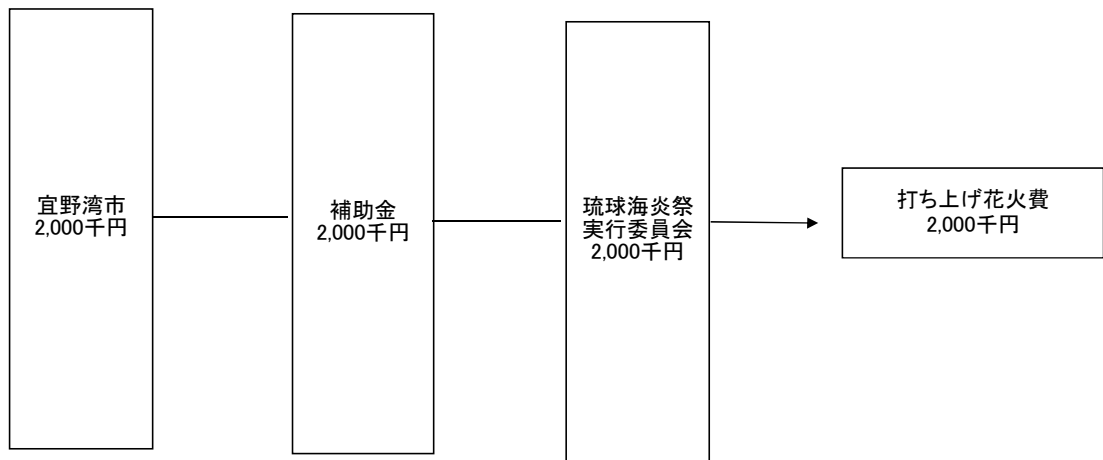 宜野湾市
2,000千円
補助金
2,000千円
琉球海炎祭
実行委員会
2,000千円
打ち上げ花火費
2,000千円